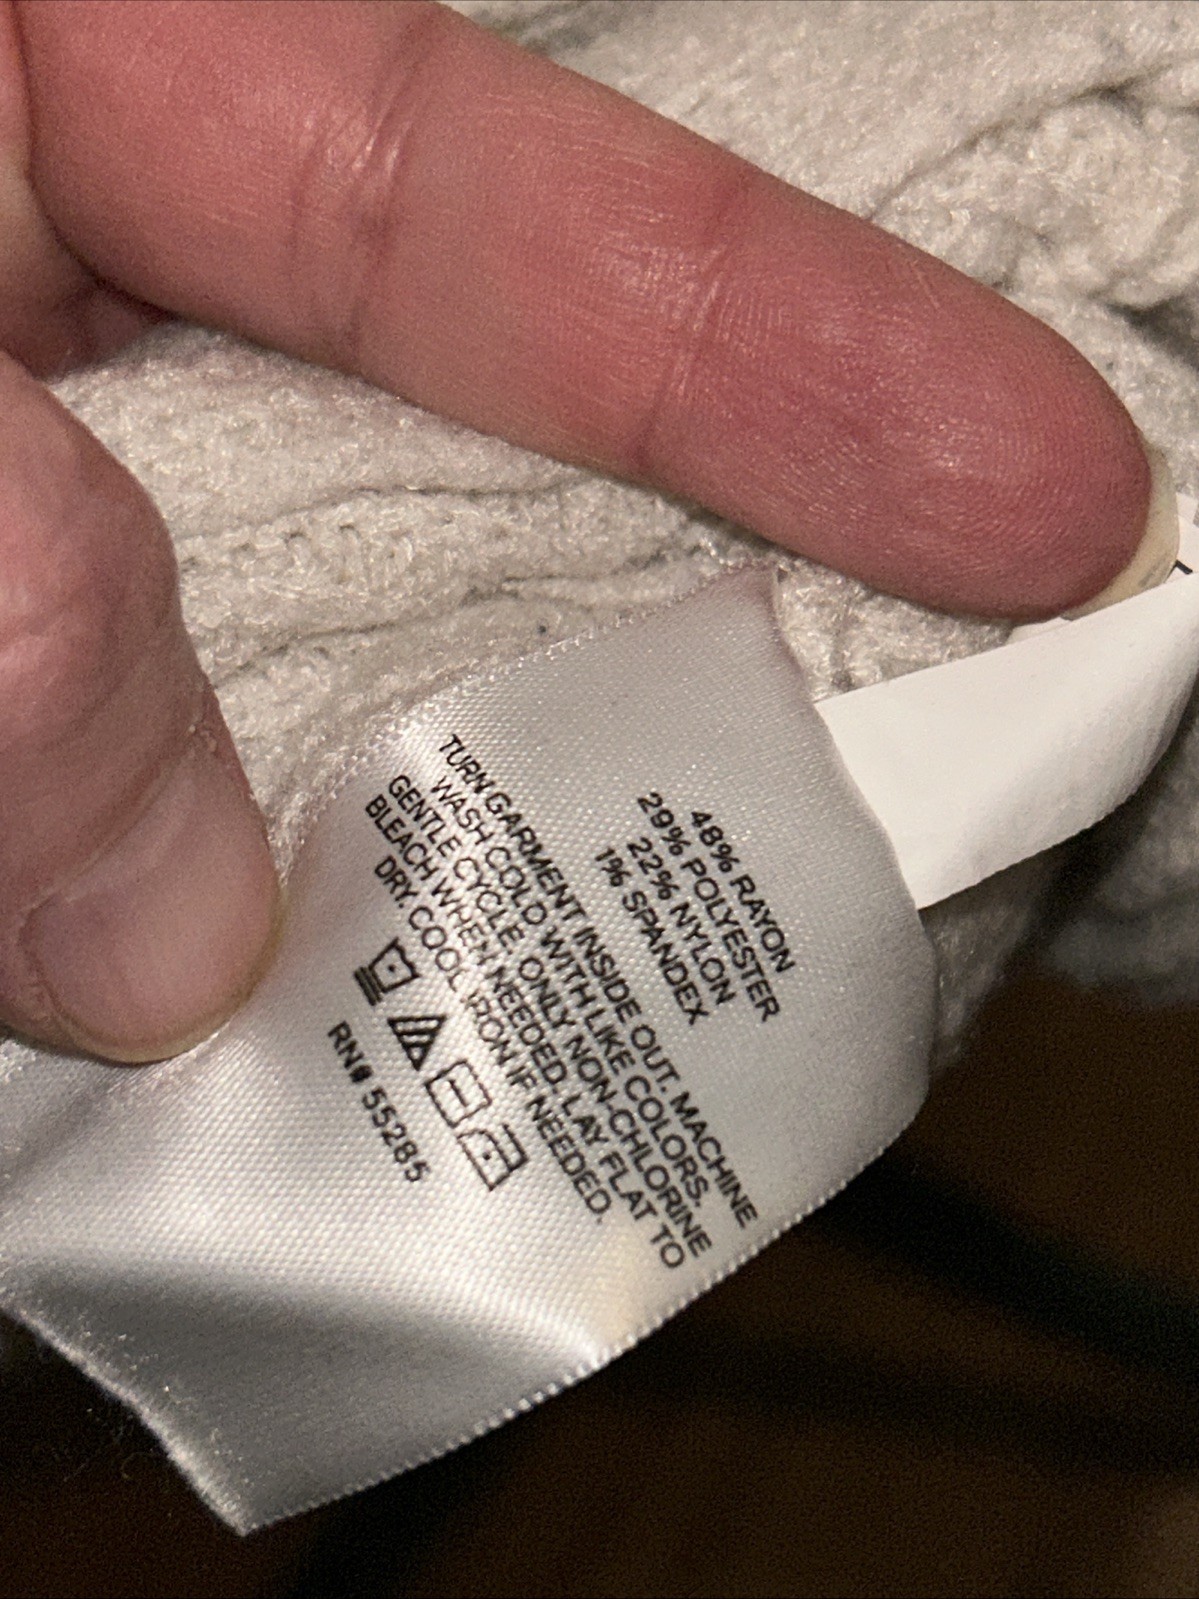 48% RAYON
29% POLYESTER
22% NYLON
1% SPANDEX
TURN GARMENT INSIDE OUT. MACHINE
WASH COLD WITH LIKE COLORS.
GENTLE CYCLE. ONLY NON-CHLORINE
BLEACH WHEN NEEDED. LAY FLAT TO
DRY. COOL IRON IF NEEDED.
RN# 55285